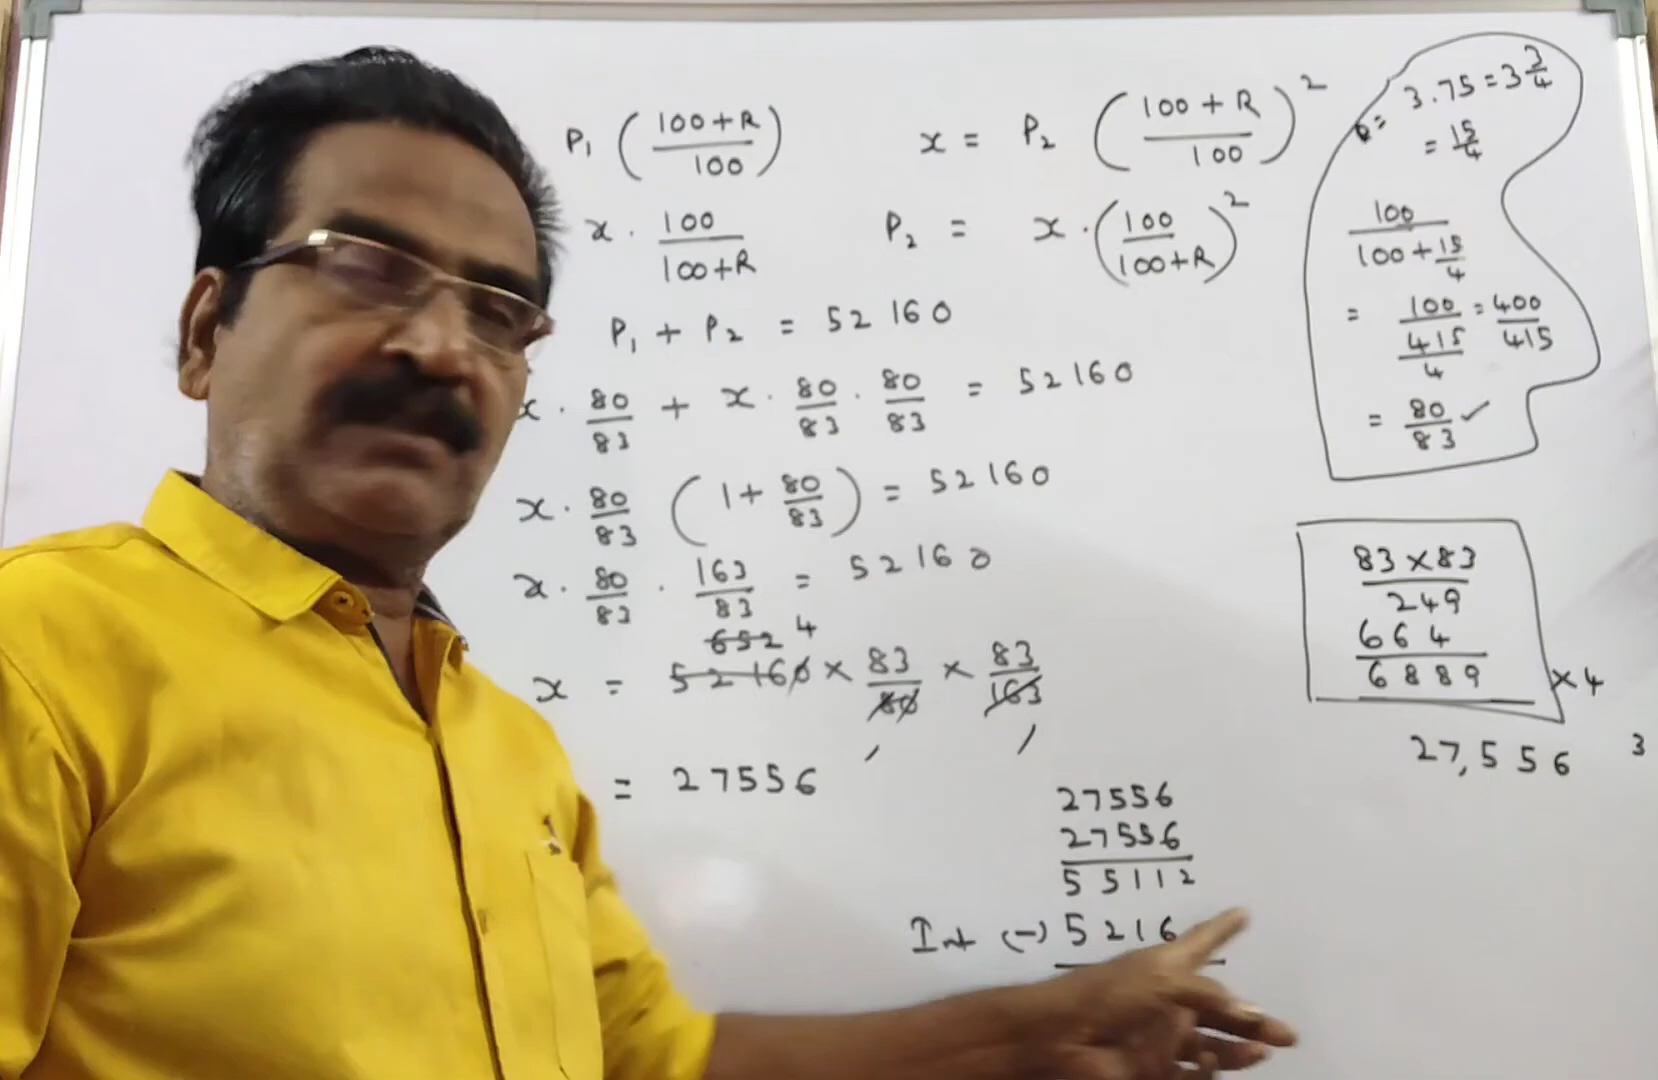 P₁ ((100+R)/100)
x = P₂ ((100+R)/100)²
x · 100/(100+R)
P₂ = x · (100/(100+R))²
P₁ + P₂ = 52160
x · 80/83 + x · 80/83 · 80/83 = 52160
x · 80/83 (1 + 80/83) = 52160
x · 80/83 · 163/83 = 52160
652 4
x = 52160 × 83/80 × 83/163
= 27556
27556
27556
55112
Int (-) 5216
3.75 = 3 3/4
= 15/4
100/(100 + 15/4)
= 100/(415/4) = 400/415
= 80/83 ✓
83 × 83
249
664
6889 × 4
27,556
3